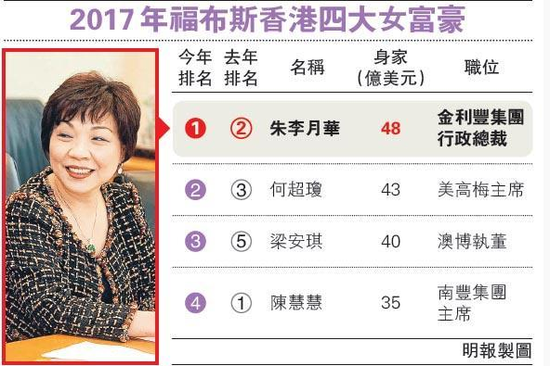 2017年福布斯香港四大女富豪
今年排名 去年排名 名稱 身家(億美元) 職位
1 2 朱李月華 48 金利豐集團行政總裁
2 3 何超瓊 43 美高梅主席
3 5 梁安琪 40 澳博執董
4 1 陳慧慧 35 南豐集團主席
明報製圖